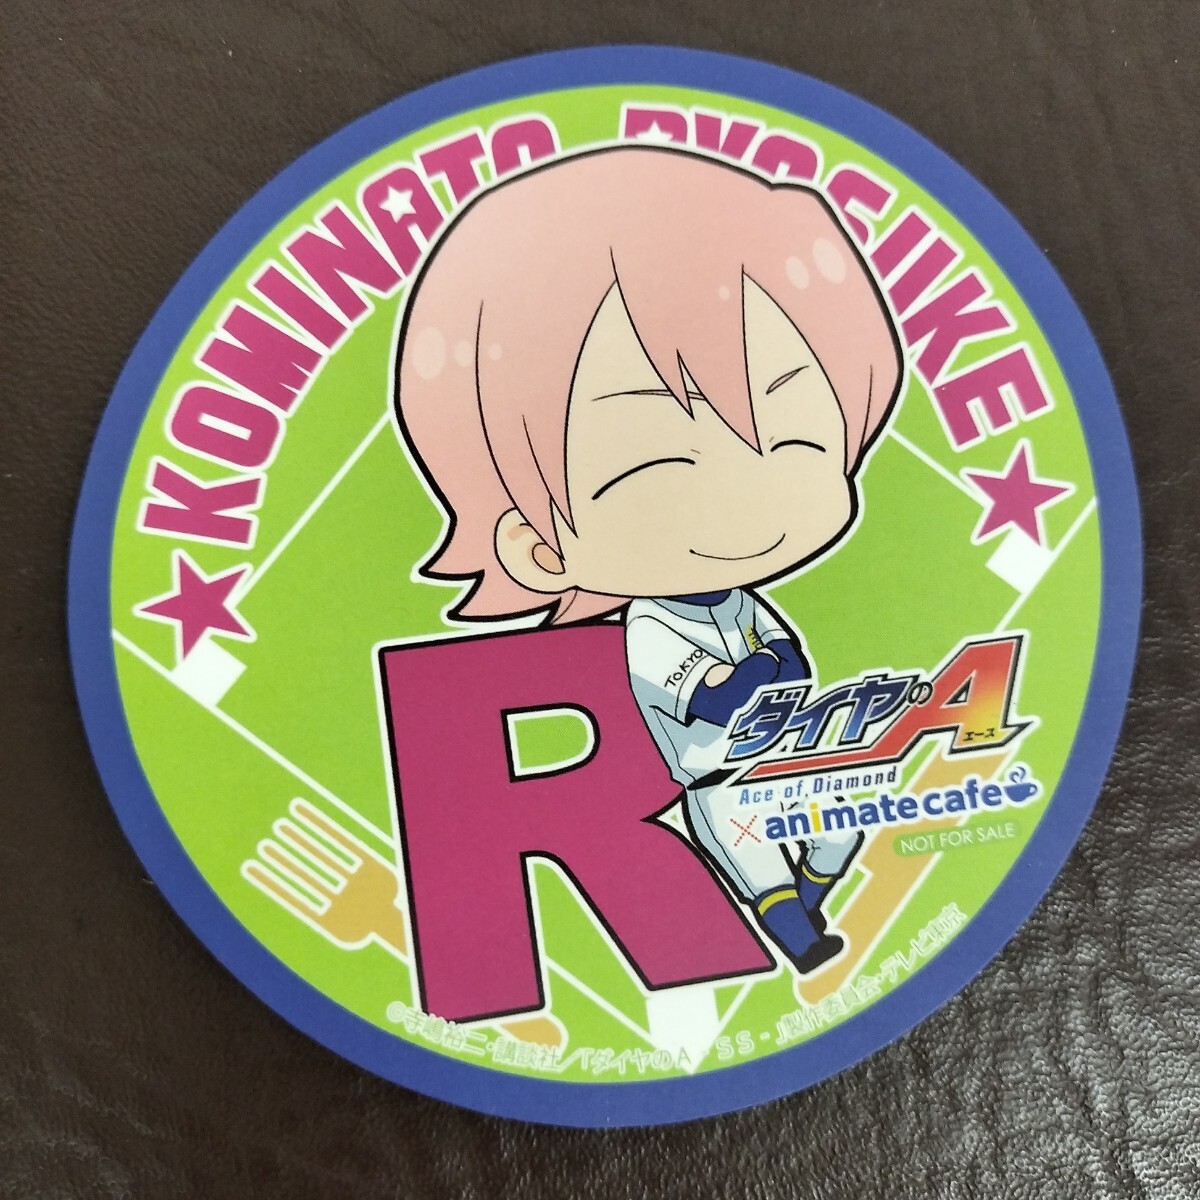 ★KOMINATO RYOSUKE★
R
TOKYO
ダイヤのA
エース
Ace of Diamond
×animatecafe
NOT FOR SALE
©寺嶋裕二・講談社／「ダイヤのA -SS-」製作委員会・テレビ東京